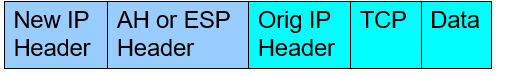 New IP
Header
AH or ESP
Header
Orig IP
Header
TCP
Data